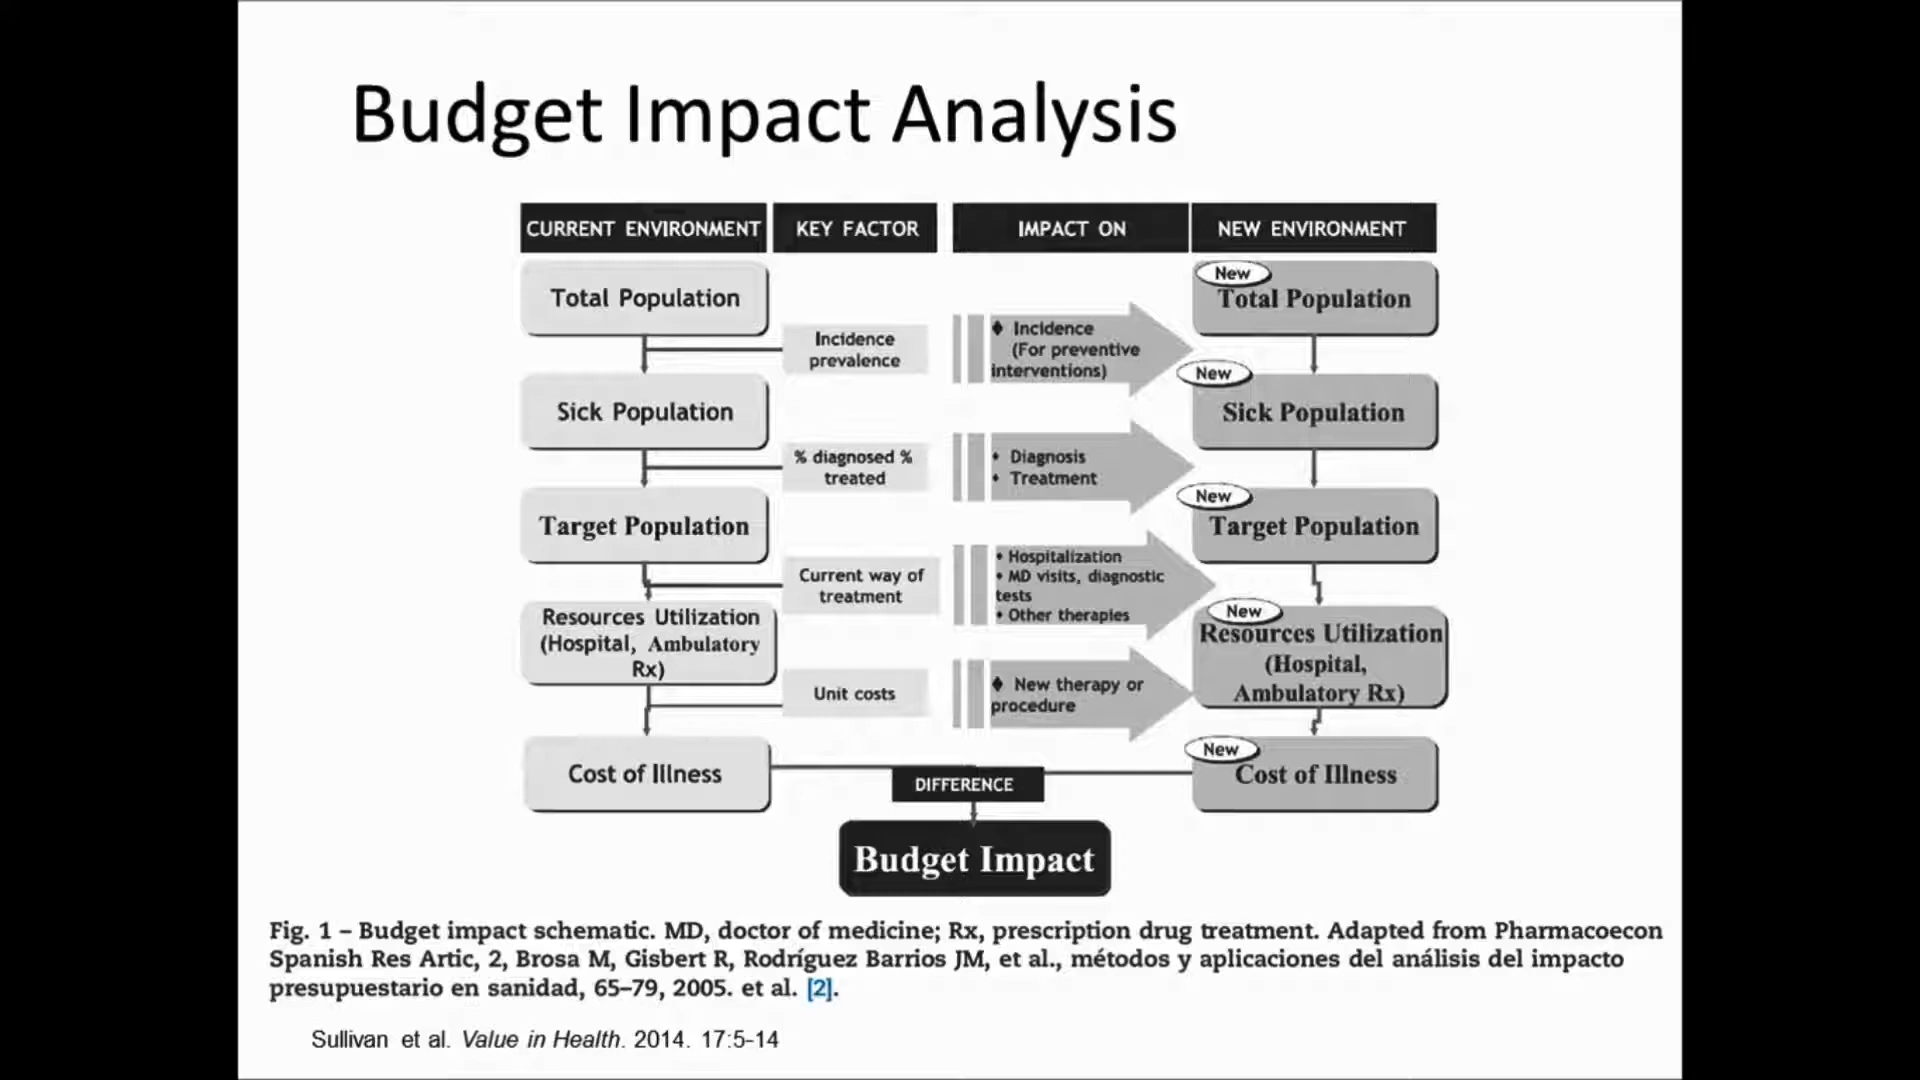 Budget Impact Analysis
CURRENT ENVIRONMENT
KEY FACTOR
IMPACT ON
NEW ENVIRONMENT
Total Population
Incidence
prevalence
♦ Incidence
(For preventive
interventions)
New
Total Population
Sick Population
% diagnosed %
treated
• Diagnosis
• Treatment
New
Sick Population
Target Population
Current way of
treatment
• Hospitalization
• MD visits, diagnostic
tests
• Other therapies
New
Target Population
Resources Utilization
(Hospital, Ambulatory
Rx)
Unit costs
♦ New therapy or
procedure
New
Resources Utilization
(Hospital,
Ambulatory Rx)
Cost of Illness
DIFFERENCE
New
Cost of Illness
Budget Impact
Fig. 1 – Budget impact schematic. MD, doctor of medicine; Rx, prescription drug treatment. Adapted from Pharmacoecon
Spanish Res Artic, 2, Brosa M, Gisbert R, Rodríguez Barrios JM, et al., métodos y aplicaciones del análisis del impacto
presupuestario en sanidad, 65–79, 2005. et al. [2].
Sullivan et al. Value in Health. 2014. 17:5-14